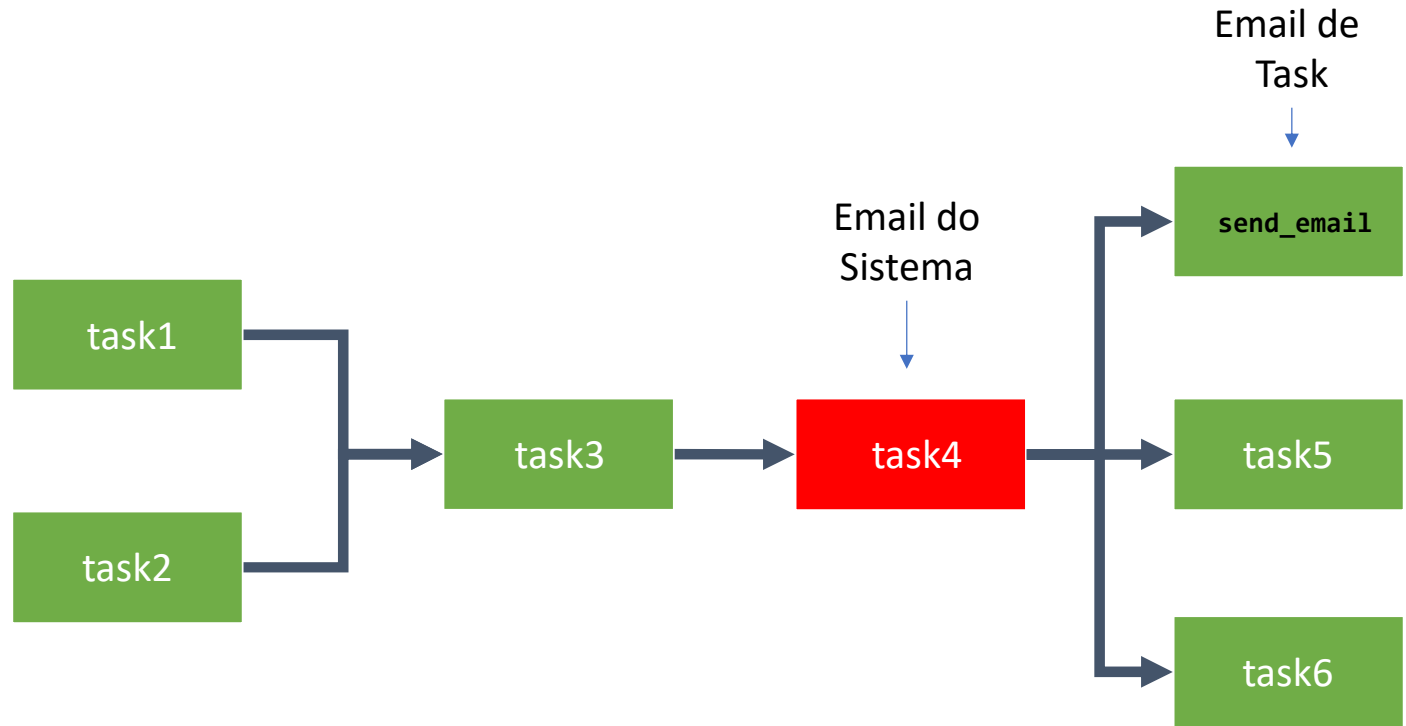 Email de
Task
send_email
Email do
Sistema
task1
task3
task4
task5
task2
task6